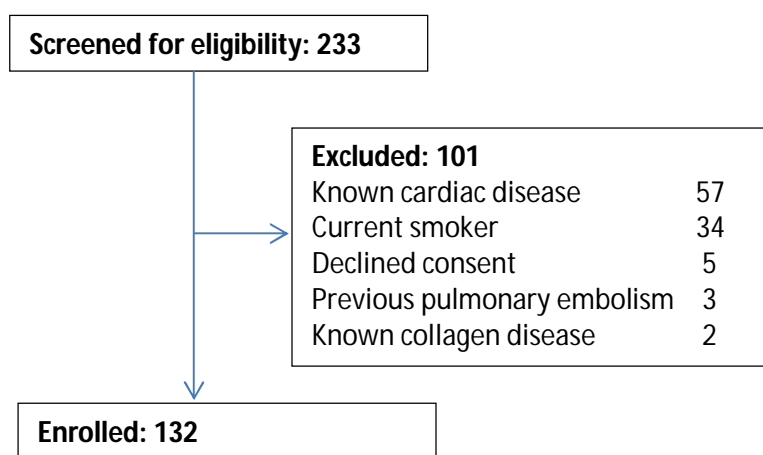 Screened for eligibility: 233
Excluded: 101
Known cardiac disease 57
Current smoker 34
Declined consent 5
Previous pulmonary embolism 3
Known collagen disease 2
Enrolled: 132